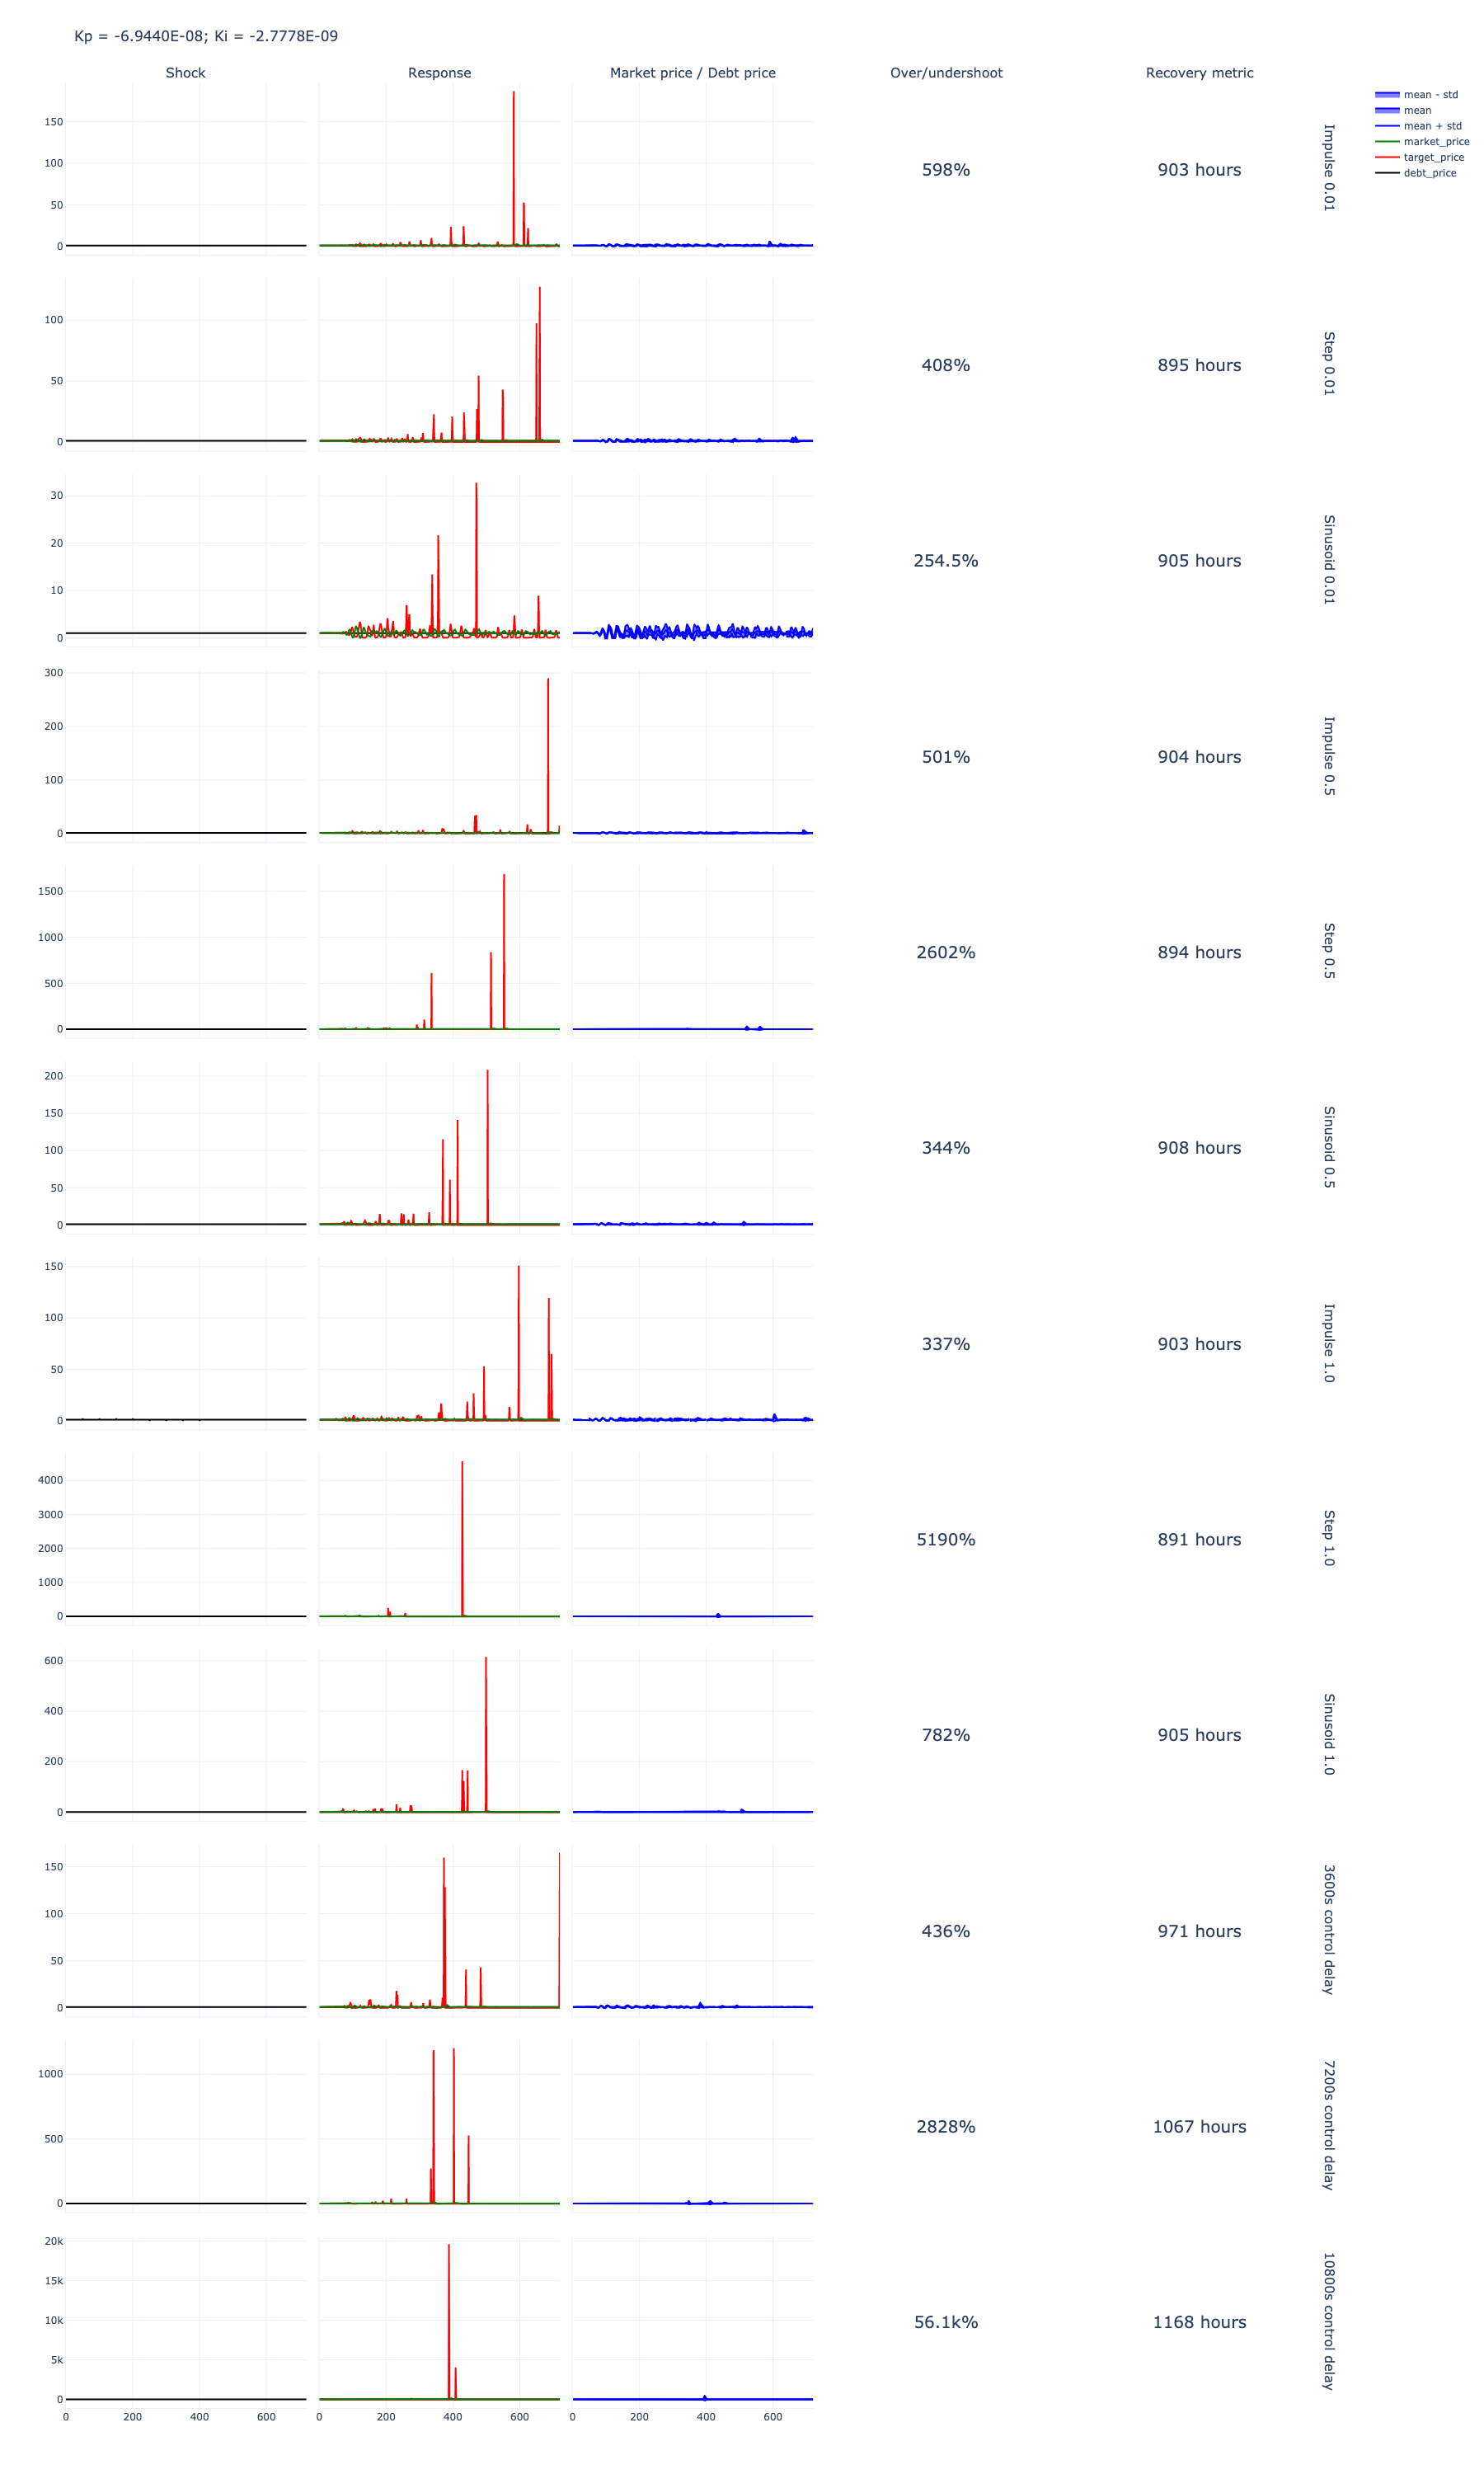 Kp = -6.9440E-08; Ki = -2.7778E-09
Shock Response Market price / Debt price Over/undershoot Recovery metric
mean - std
mean
mean + std
market_price
target_price
debt_price
150
100
50
0
598%
903 hours
Impulse 0.01
100
50
0
408%
895 hours
Step 0.01
30
20
10
0
254.5%
905 hours
Sinusoid 0.01
300
200
100
0
501%
904 hours
Impulse 0.5
1500
1000
500
0
2602%
894 hours
Step 0.5
200
150
100
50
0
344%
908 hours
Sinusoid 0.5
150
100
50
0
337%
903 hours
Impulse 1.0
4000
3000
2000
1000
0
5190%
891 hours
Step 1.0
600
400
200
0
782%
905 hours
Sinusoid 1.0
150
100
50
0
436%
971 hours
3600s control delay
1000
500
0
2828%
1067 hours
7200s control delay
20k
15k
10k
5k
0
56.1k%
1168 hours
10800s control delay
0 200 400 600 0 200 400 600 0 200 400 600